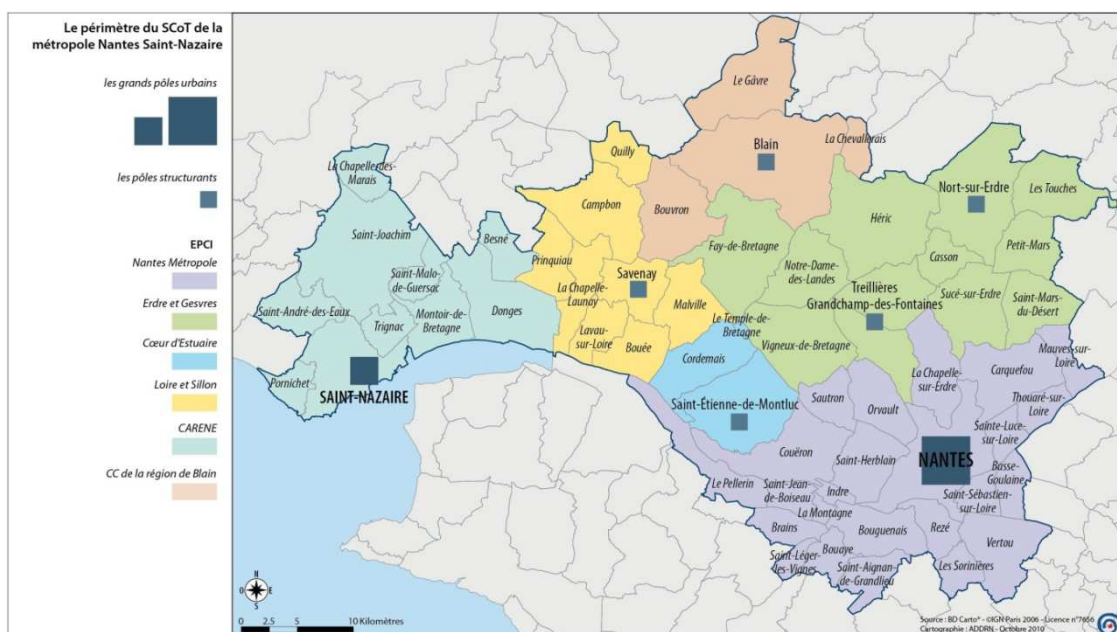 Le périmètre du SCoT de la
métropole Nantes Saint-Nazaire
les grands pôles urbains
les pôles structurants
EPCI
Nantes Métropole
Erdre et Gesvres
Cœur d'Estuaire
Loire et Sillon
CARENE
CC de la région de Blain
Le Gâvre
Blain
La Chevallerais
Quilly
La Chapelle-des-
Marais
Nort-sur-Erdre
Les Touches
Campbon
Bouvron
Héric
Saint-Joachim
Besné
Fay-de-Bretagne
Petit-Mars
Casson
Prinquiau
Savenay
Notre-Dame-
des-Landes
Saint-Malo-
de-Guersac
La Chapelle-
Launay
Malville
Treillières
Grandchamp-des-Fontaines
Sucé-sur-Erdre
Saint-Mars-
du-Désert
Saint-André-des-Eaux
Trignac
Montoir-de-
Bretagne
Donges
Lavau-
sur-Loire
Bouée
Le Temple-de-
Bretagne
Vigneux-de-Bretagne
Cordemais
Mauves-sur-
Loire
La Chapelle-
sur-Erdre
Carquefou
Pornichet
SAINT-NAZAIRE
Saint-Étienne-de-Montluc
Sautron
Orvault
Thouaré-sur-
Loire
Sainte-Luce-
sur-Loire
Couëron
Saint-Herblain
NANTES
Basse-
Goulaine
Le Pellerin
Saint-Jean-
de-Boiseau
Indre
La Montagne
Saint-Sébastien-
sur-Loire
Brains
Bouguenais
Rezé
Vertou
Bouaye
Saint-Léger-
les-Vignes
Saint-Aignan-
de-Grandlieu
Les Sorinières
N
O
E
S
0 2.5 5 10 Kilomètres
Source : BD Carto® - ©IGN Paris 2006 - Licence n°7656
Cartographie : ADDRN - Octobre 2010